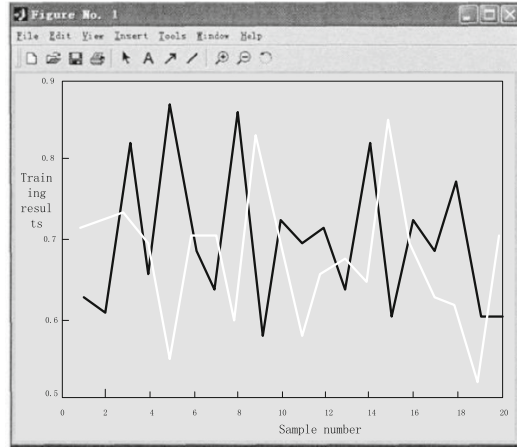 Figure No. 1
File Edit View Insert Tools Window Help
A
0.9
0.8
Train
ing
resul
ts
0.7
0.6
0.5
0 2 4 6 8 10 12 14 16 18 20
Sample number